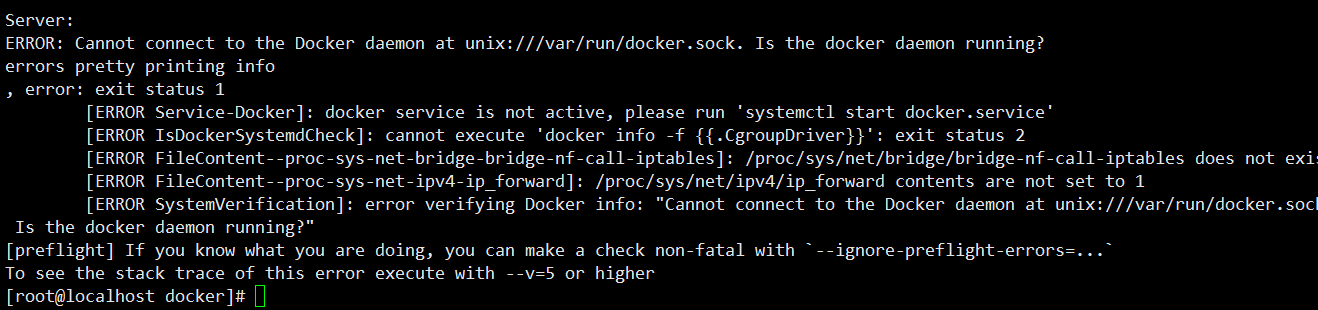 Server:
ERROR: Cannot connect to the Docker daemon at unix:///var/run/docker.sock. Is the docker daemon running?
errors pretty printing info
, error: exit status 1
[ERROR Service-Docker]: docker service is not active, please run 'systemctl start docker.service'
[ERROR IsDockerSystemdCheck]: cannot execute 'docker info -f {{.CgroupDriver}}': exit status 2
[ERROR FileContent--proc-sys-net-bridge-bridge-nf-call-iptables]: /proc/sys/net/bridge/bridge-nf-call-iptables does not exis
[ERROR FileContent--proc-sys-net-ipv4-ip_forward]: /proc/sys/net/ipv4/ip_forward contents are not set to 1
[ERROR SystemVerification]: error verifying Docker info: "Cannot connect to the Docker daemon at unix:///var/run/docker.sock
Is the docker daemon running?"
[preflight] If you know what you are doing, you can make a check non-fatal with `--ignore-preflight-errors=...`
To see the stack trace of this error execute with --v=5 or higher
[root@localhost docker]#